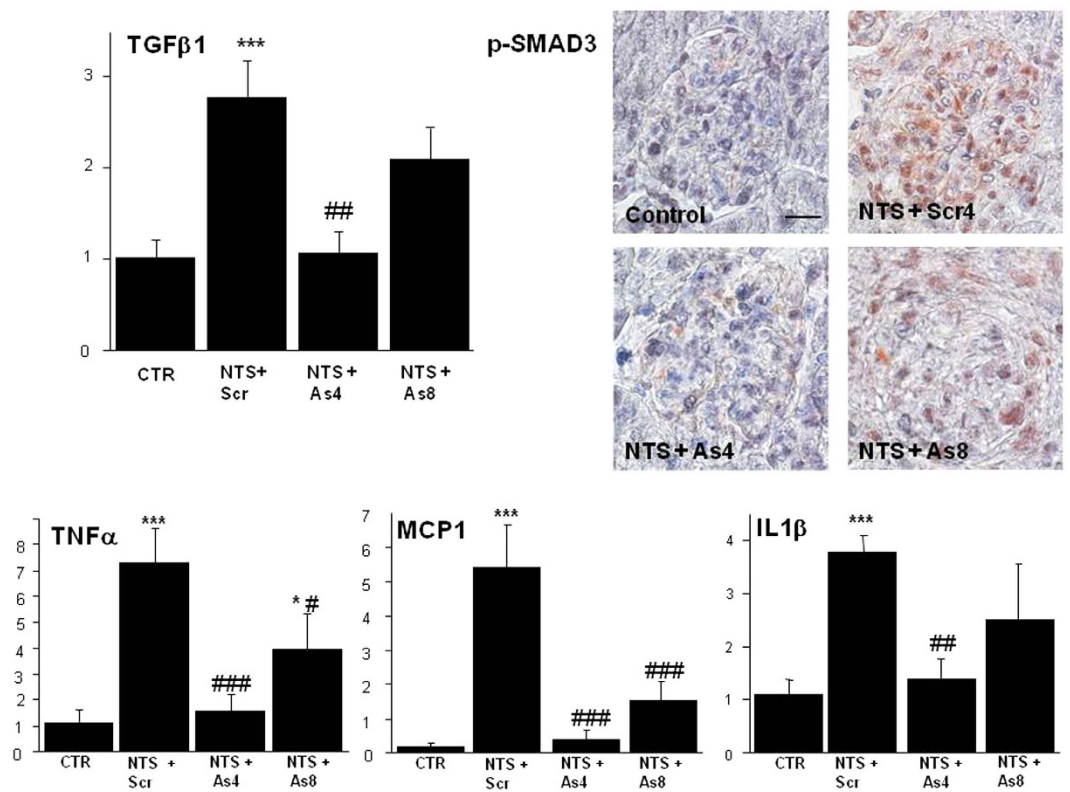 TGFβ1
***
3
2
##
1
0
CTR
NTS+ Scr
NTS + As4
NTS + As8
p-SMAD3
Control
NTS + Scr4
NTS + As4
NTS + As8
TNFα
***
8
7
6
5
4
3
2
1
0
###
* #
CTR
NTS + Scr
NTS + As4
NTS + As8
MCP1
***
7
6
5
4
3
2
1
0
###
###
CTR
NTS + Scr
NTS + As4
NTS + As8
IL1β
***
4
3
2
1
0
##
CTR
NTS + Scr
NTS + As4
NTS + As8